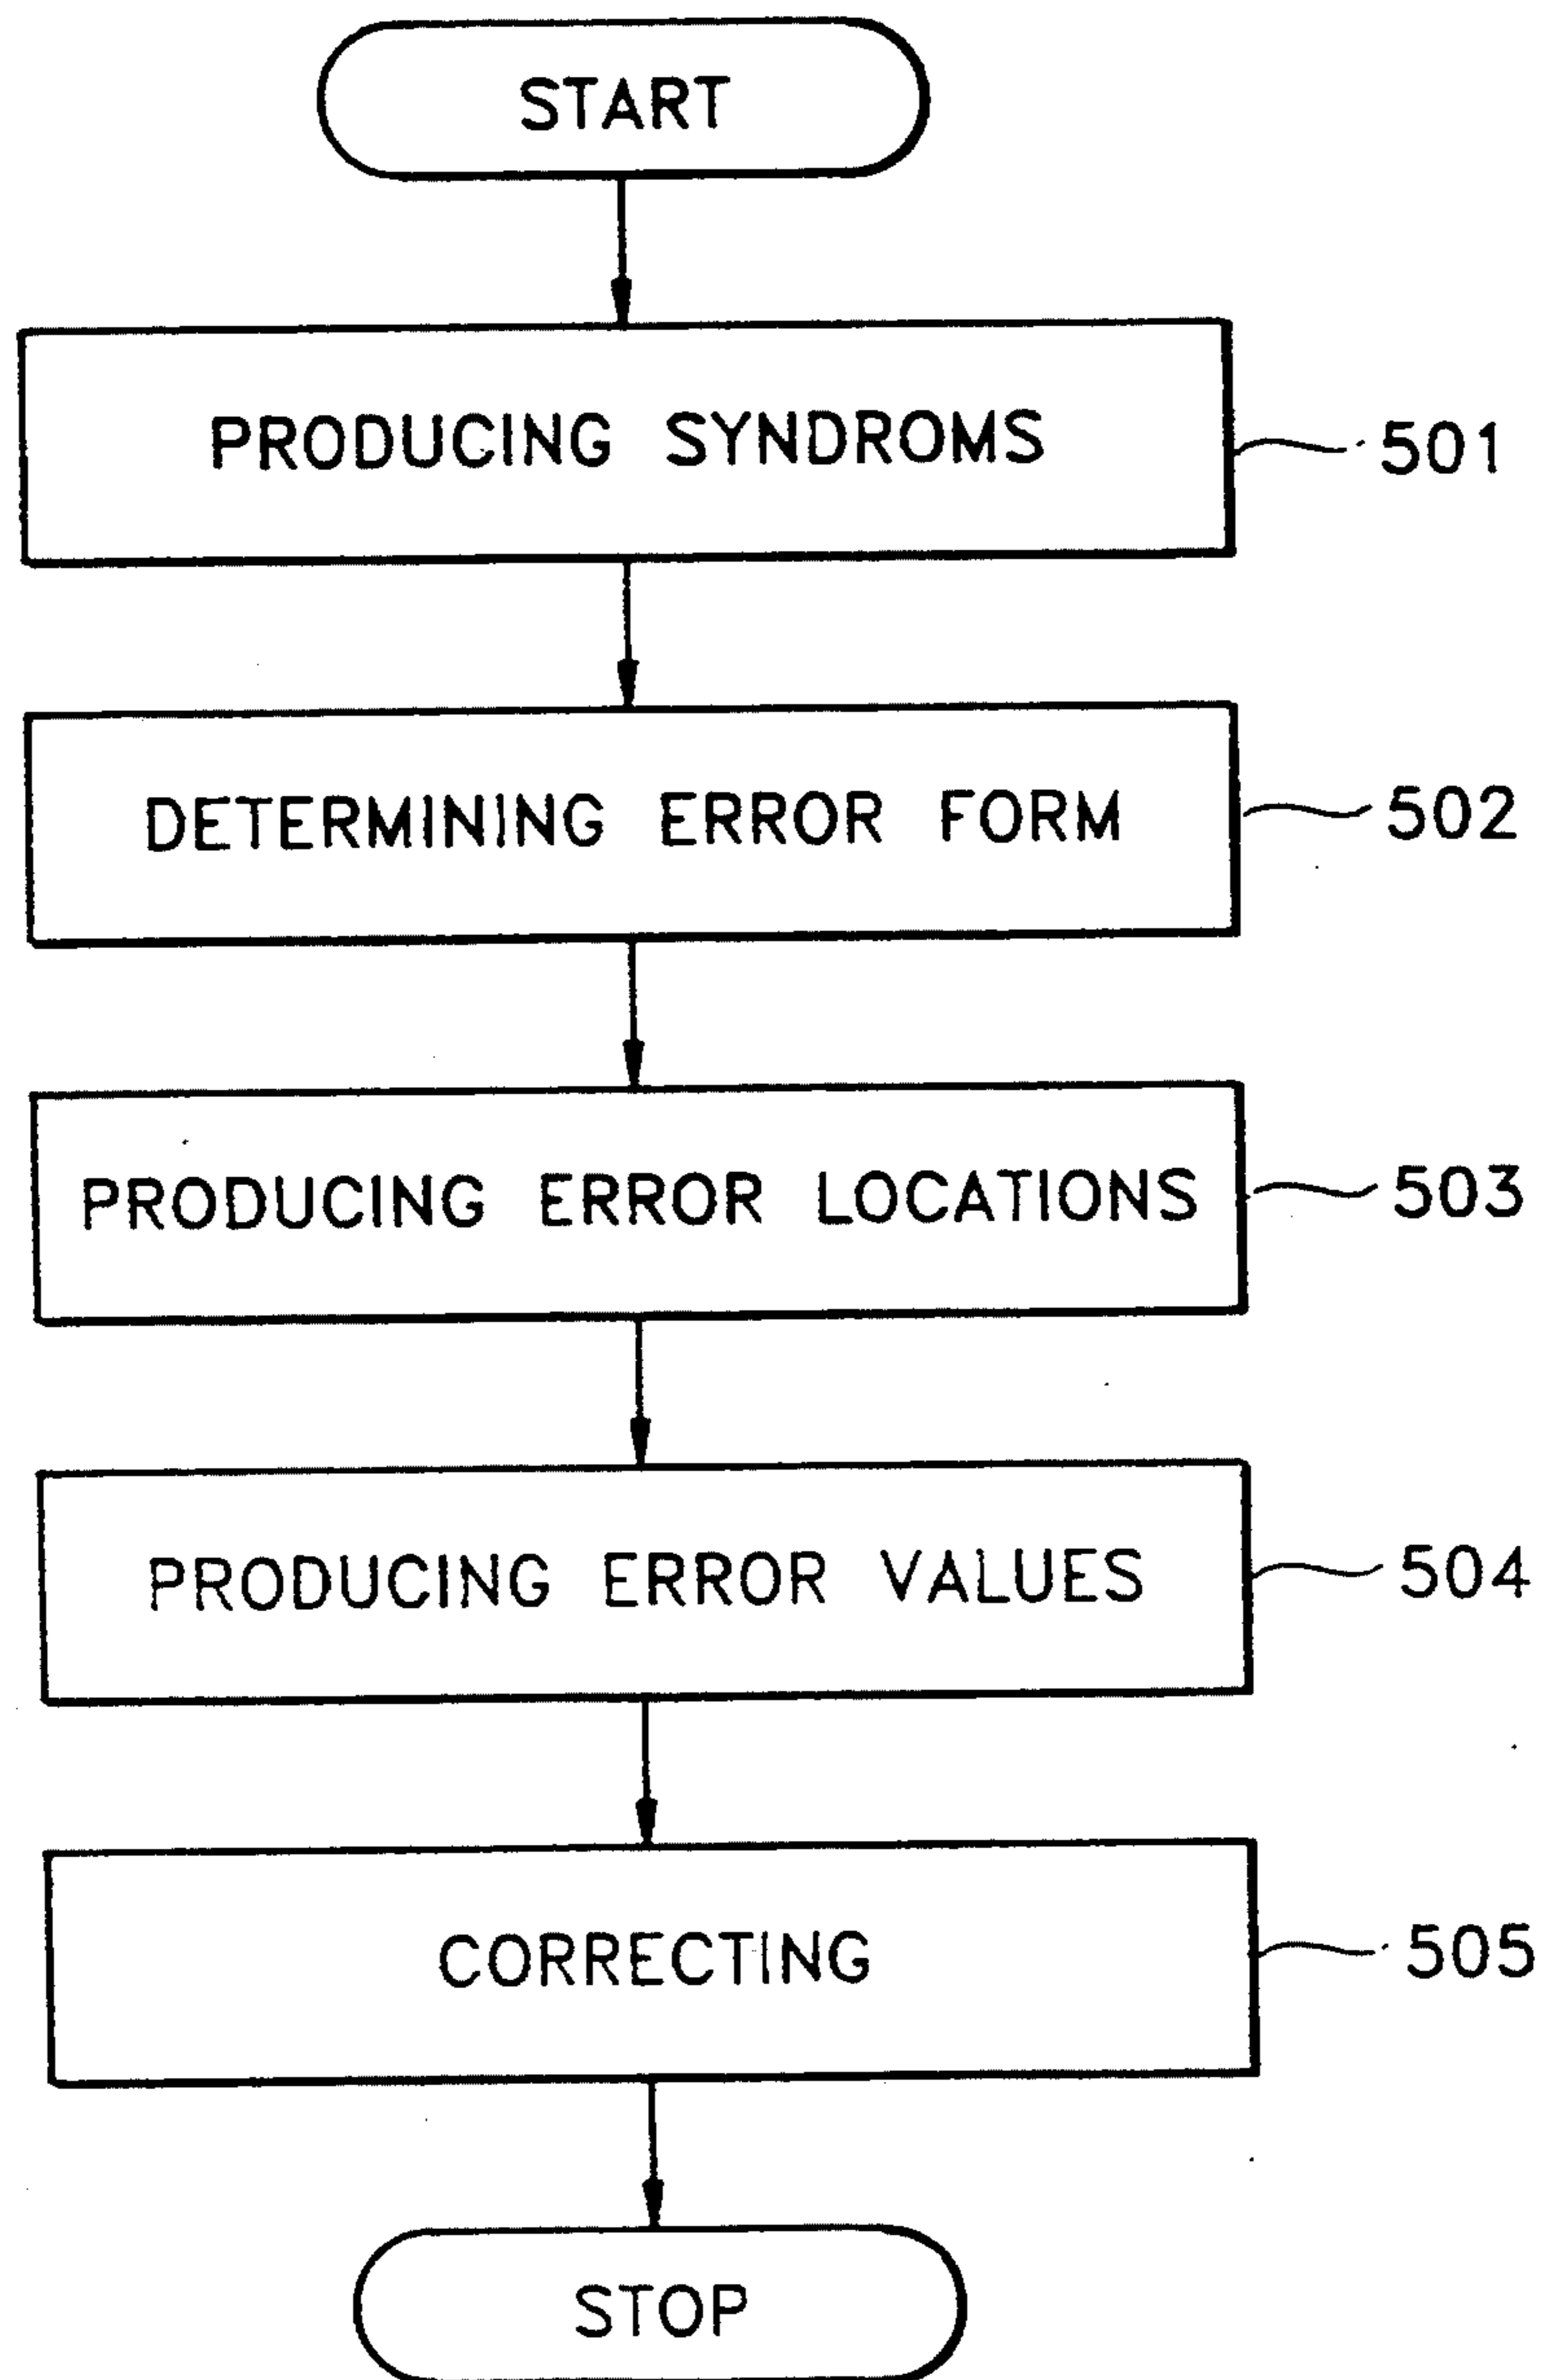 START
PRODUCING SYNDROMS 501
DETERMINING ERROR FORM 502
PRODUCING ERROR LOCATIONS 503
PRODUCING ERROR VALUES 504
CORRECTING 505
STOP